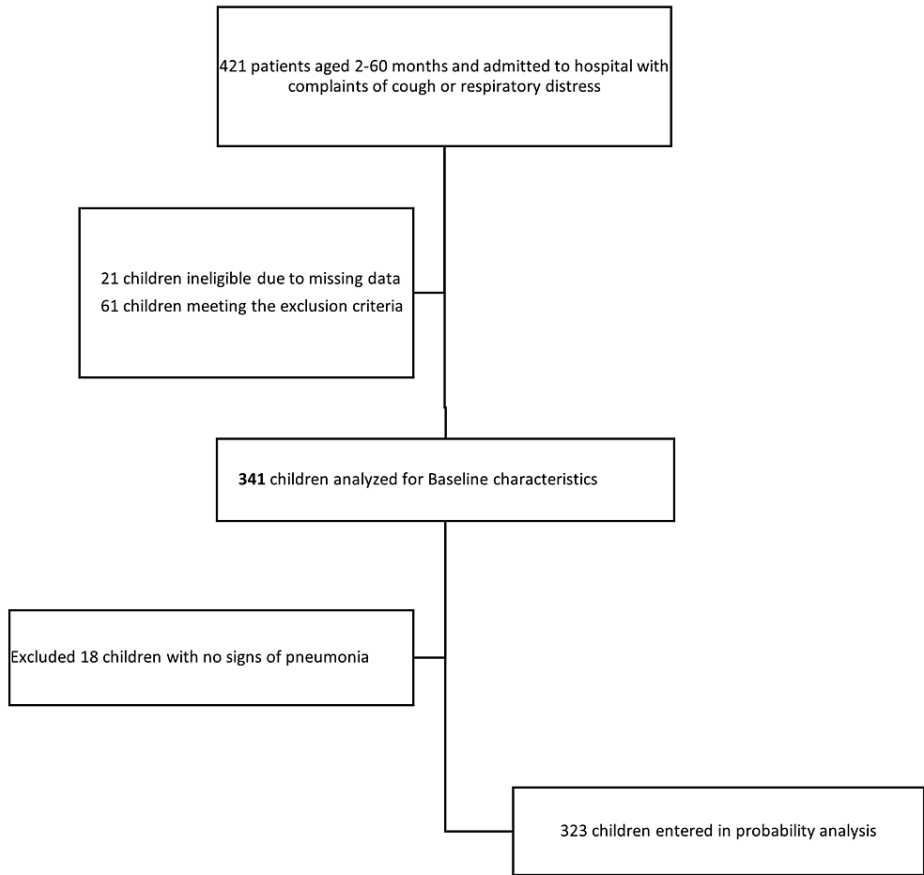 421 patients aged 2-60 months and admitted to hospital with
complaints of cough or respiratory distress
21 children ineligible due to missing data
61 children meeting the exclusion criteria
341 children analyzed for Baseline characteristics
Excluded 18 children with no signs of pneumonia
323 children entered in probability analysis